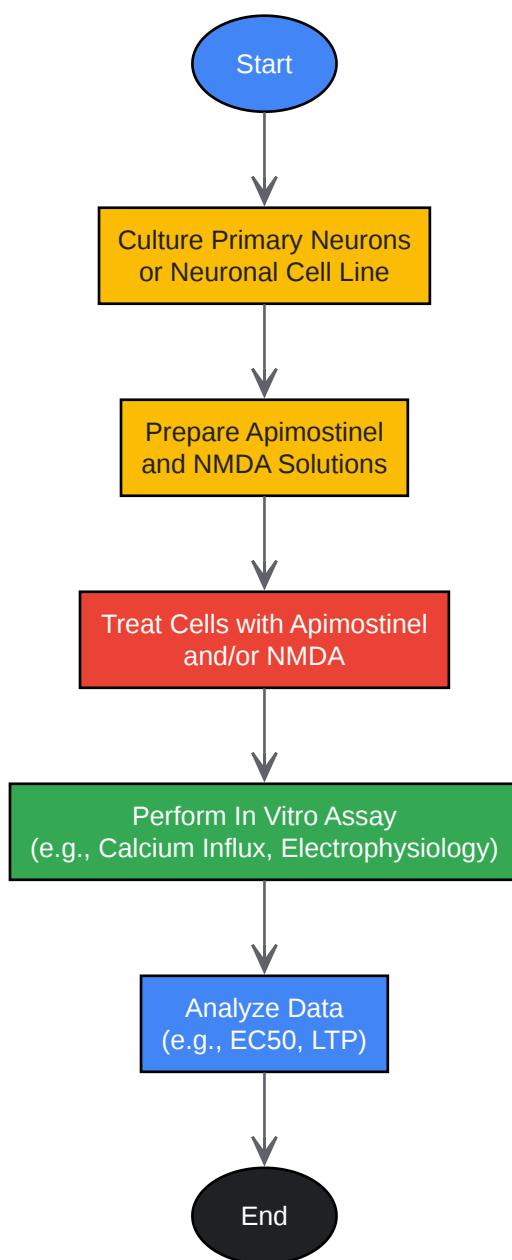 Start
Culture Primary Neurons
or Neuronal Cell Line
Prepare Apimostinel
and NMDA Solutions
Treat Cells with Apimostinel
and/or NMDA
Perform In Vitro Assay
(e.g., Calcium Influx, Electrophysiology)
Analyze Data
(e.g., EC50, LTP)
End